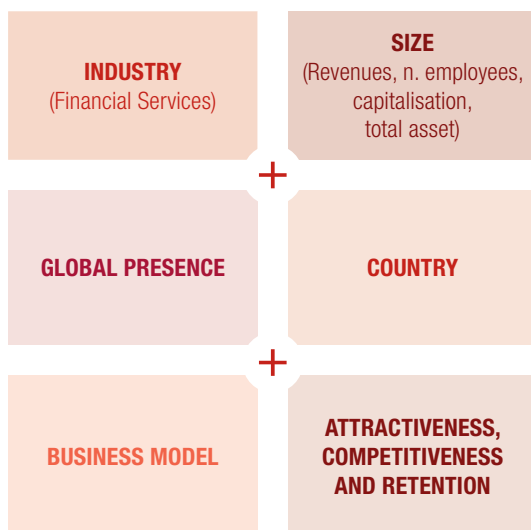 INDUSTRY
(Financial Services)
SIZE
(Revenues, n. employees,
capitalisation,
total asset)
+
GLOBAL PRESENCE
COUNTRY
+
BUSINESS MODEL
ATTRACTIVENESS,
COMPETITIVENESS
AND RETENTION